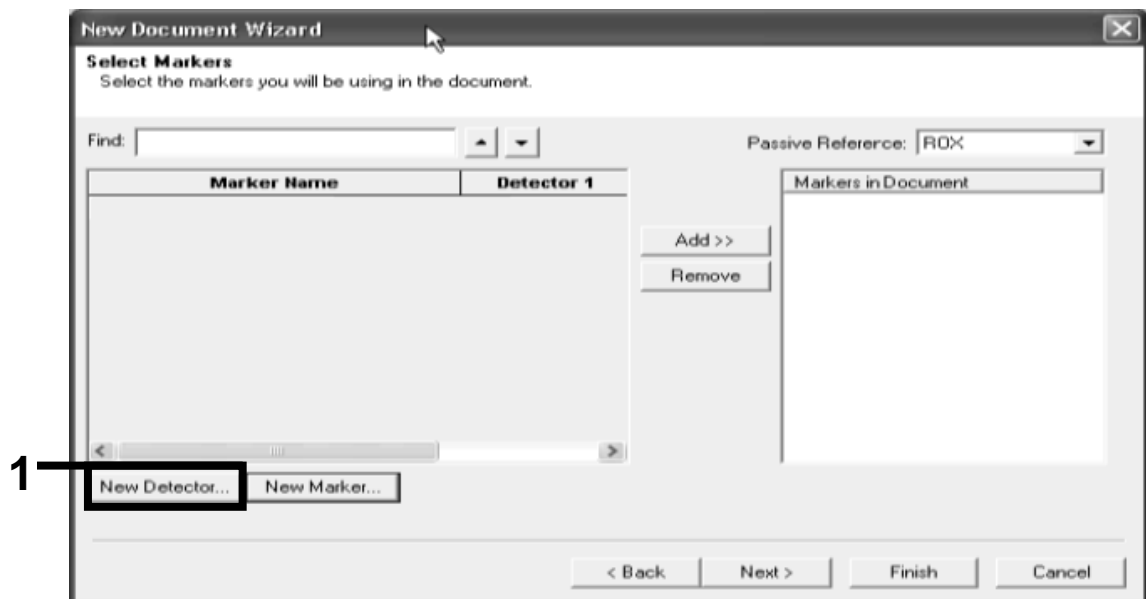 New Document Wizard
Select Markers
Select the markers you will be using in the document.
Find:
Passive Reference: ROX
Marker Name Detector 1
Markers in Document
Add >>
Remove
1
New Detector... New Marker...
< Back Next > Finish Cancel